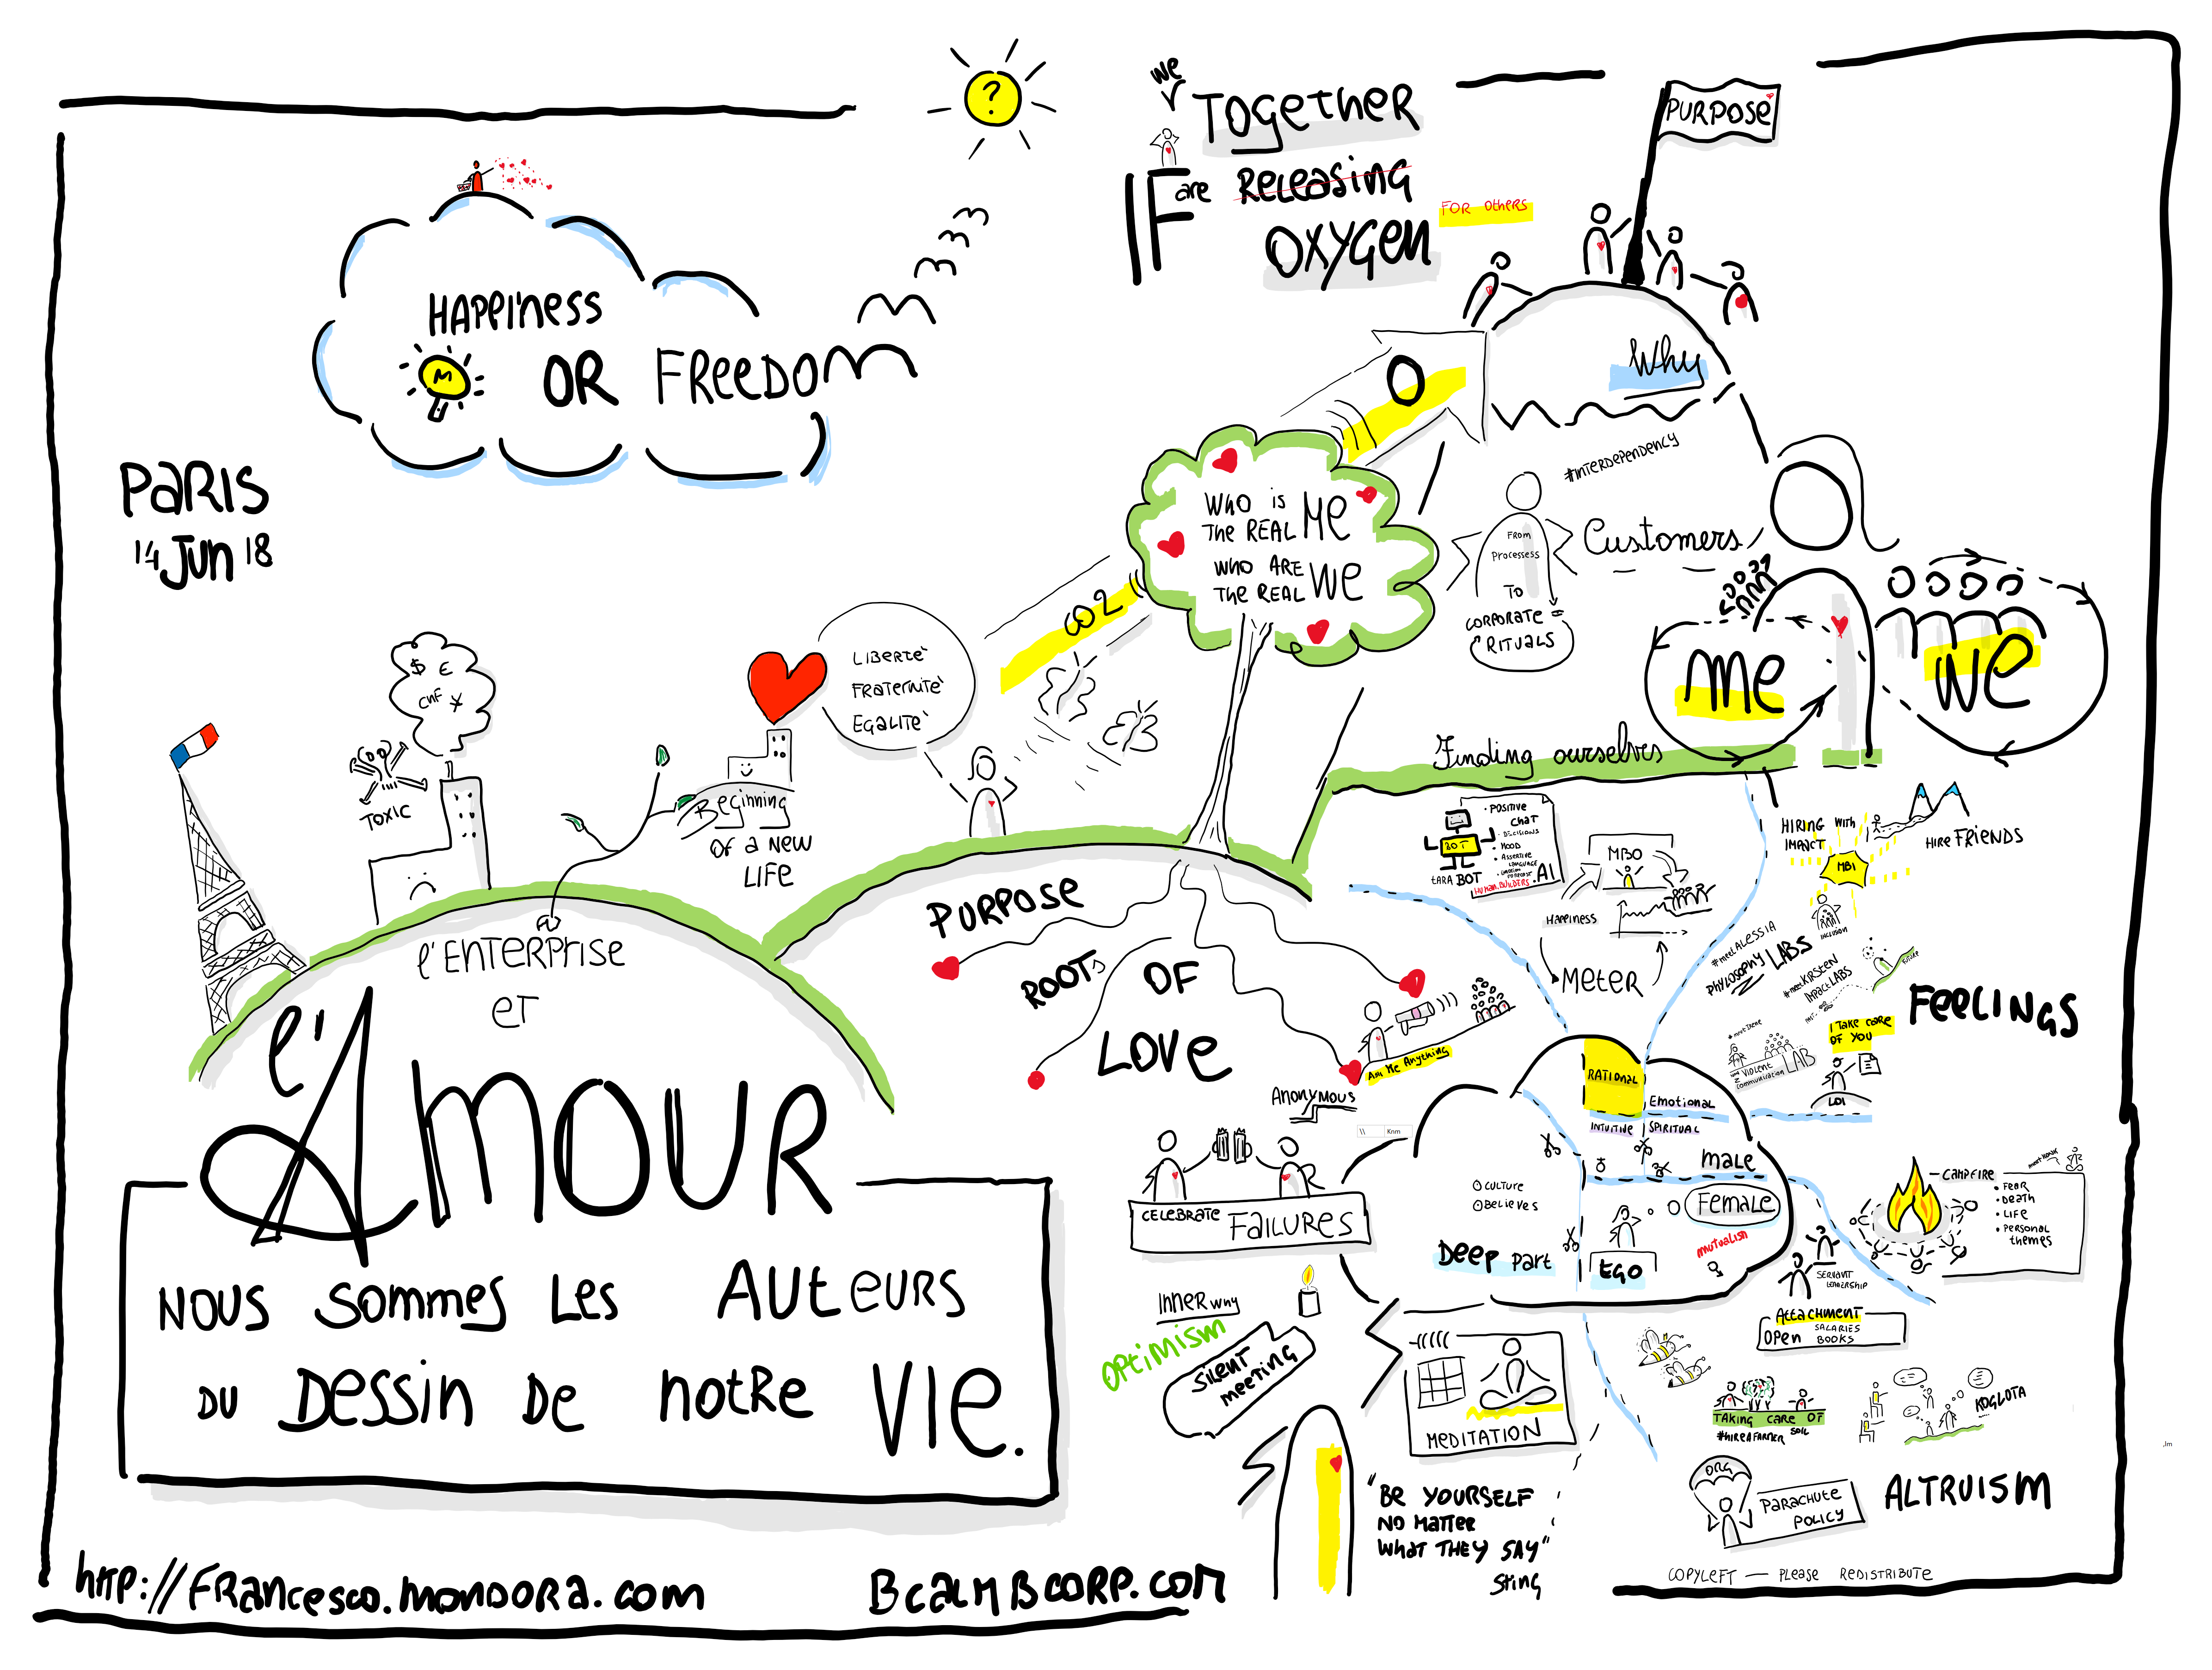 HAPPINESS
OR FREEDOM
?
M
PARIS
14 Jun 18
we
IF TOGETHER
are Releasing
OXYGEN
FOR OTHERS
PURPOSE
Why
O
CO2
#INTERDEPENDENCY
WHO is
THE REAL ME
WHO ARE
THE REAL WE
Customers
FROM
Processess
TO
CORPORATE
RITUALS
me
we
Finding ourselves
$ €
CHF ¥
TOXIC
LIBERTE'
FRATERNITE'
EGALITE'
Beginning
OF a NEW
LIFE
l'ENTERPRISE
ET
l'AMOUR
NOUS SOMMES LES AUTEURS
DU DESSIN DE NOTRE VIE.
PURPOSE
ROOTS
OF
LOVE
BOT
TARA BOT
• POSITIVE
CHAT
- DECISIONS
• MOOD
• ASSERTIVE
LANGUAGE
HUMAN.BUILDERS.AI
MBO
HAPPINESS
METER
HIRING WITH
IMPACT
MBI
HIRE FRIENDS
INCLUSION
#meetALESSIA
PHILOSOPHY LABS
#meetKIRSTEN
IMPACT LABS
FUTURE
PAST
FEELINGS
I TAKE CARE
OF YOU
VIOLENT
COMMUNICATION LAB
LDI
Ask Me Anything
ANONYMOUS
\\ Knm
RATIONAL
Emotional
INTUITIVE SPIRITUAL
male
Female
mutualism
EGO
O CULTURE
O BELIEVES
DEEP PART
CELEBRATE FAILURES
INNER why
OPTIMISM
SILENT
MEETING
MEDITATION
"BE YOURSELF
NO MATTER
WHAT THEY SAY"
Sting
CAMPFIRE
• FEAR
• DEATH
• LIFE
• PERSONAL
themes
SERVANT
LEADERSHIP
AttACHMENT
OPEN SALARIES
BOOKS
TAKING CARE OF
SOIL
#HIREAFARMER
KOGLOTA
ORG
PARACHUTE
POLICY
ALTRUISM
COPYLEFT — PLEASE REDISTRIBUTE
http://FRANCESCO.MONDORA.com
BcalmBcorp.com